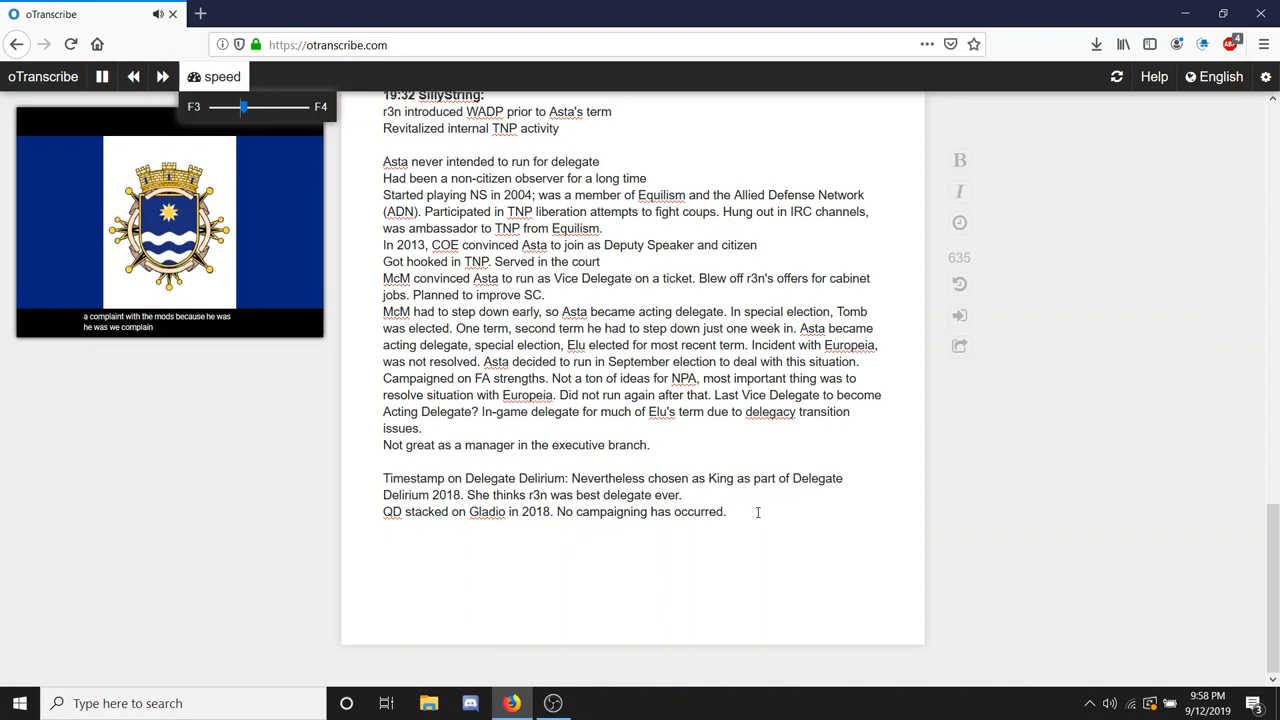 oTranscribe
https://otranscribe.com
4
oTranscribe
speed
Help
English
F3
F4
a complaint with the mods because he was
he was we complain
19:32 SillyString:
r3n introduced WADP prior to Asta's term
Revitalized internal TNP activity
Asta never intended to run for delegate
Had been a non-citizen observer for a long time
Started playing NS in 2004; was a member of Equilism and the Allied Defense Network
(ADN). Participated in TNP liberation attempts to fight coups. Hung out in IRC channels,
was ambassador to TNP from Equilism.
In 2013, COE convinced Asta to join as Deputy Speaker and citizen
Got hooked in TNP. Served in the court
McM convinced Asta to run as Vice Delegate on a ticket. Blew off r3n's offers for cabinet
jobs. Planned to improve SC.
McM had to step down early, so Asta became acting delegate. In special election, Tomb
was elected. One term, second term he had to step down just one week in. Asta became
acting delegate, special election, Elu elected for most recent term. Incident with Europeia,
was not resolved. Asta decided to run in September election to deal with this situation.
Campaigned on FA strengths. Not a ton of ideas for NPA, most important thing was to
resolve situation with Europeia. Did not run again after that. Last Vice Delegate to become
Acting Delegate? In-game delegate for much of Elu's term due to delegacy transition
issues.
Not great as a manager in the executive branch.
Timestamp on Delegate Delirium: Nevertheless chosen as King as part of Delegate
Delirium 2018. She thinks r3n was best delegate ever.
QD stacked on Gladio in 2018. No campaigning has occurred.
B
I
635
Type here to search
9:58 PM
9/12/2019
3